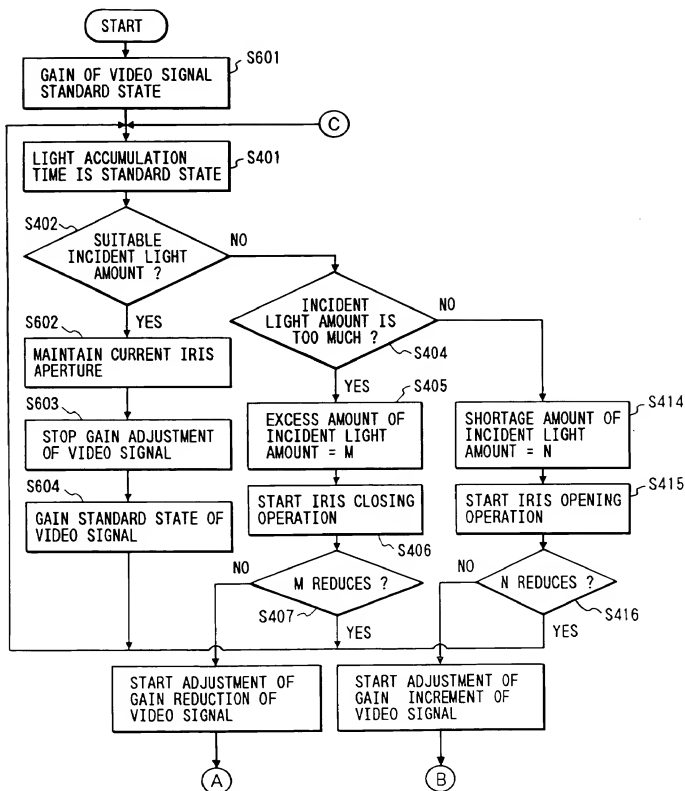 START
S601
GAIN OF VIDEO SIGNAL
STANDARD STATE
C
S401
LIGHT ACCUMULATION
TIME IS STANDARD STATE
S402
SUITABLE
INCIDENT LIGHT
AMOUNT ?
NO
YES
INCIDENT
LIGHT AMOUNT IS
TOO MUCH ?
NO
S404
YES
S602
MAINTAIN CURRENT IRIS
APERTURE
S603
STOP GAIN ADJUSTMENT
OF VIDEO SIGNAL
S604
GAIN STANDARD STATE OF
VIDEO SIGNAL
S405
EXCESS AMOUNT OF
INCIDENT LIGHT
AMOUNT = M
START IRIS CLOSING
OPERATION
S406
NO
M REDUCES ?
S407
YES
S414
SHORTAGE AMOUNT OF
INCIDENT LIGHT
AMOUNT = N
S415
START IRIS OPENING
OPERATION
NO
N REDUCES ?
S416
YES
START ADJUSTMENT OF
GAIN REDUCTION OF
VIDEO SIGNAL
A
START ADJUSTMENT OF
GAIN INCREMENT OF
VIDEO SIGNAL
B